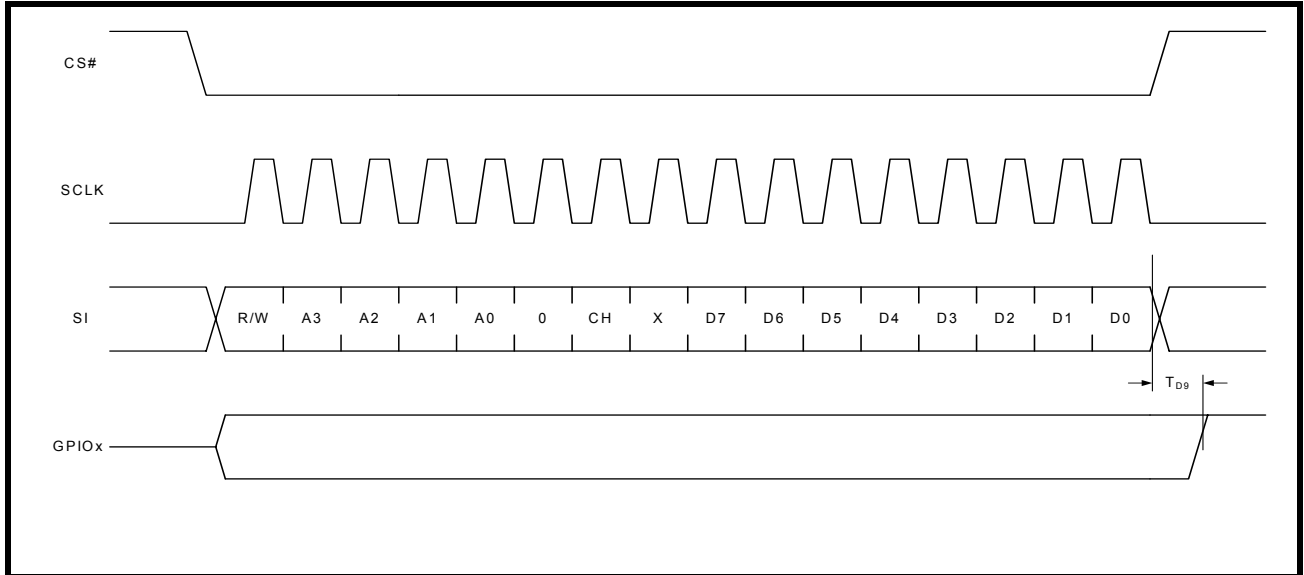 CS#
SCLK
SI R/W A3 A2 A1 A0 0 CH X D7 D6 D5 D4 D3 D2 D1 D0
TD9
GPIOx